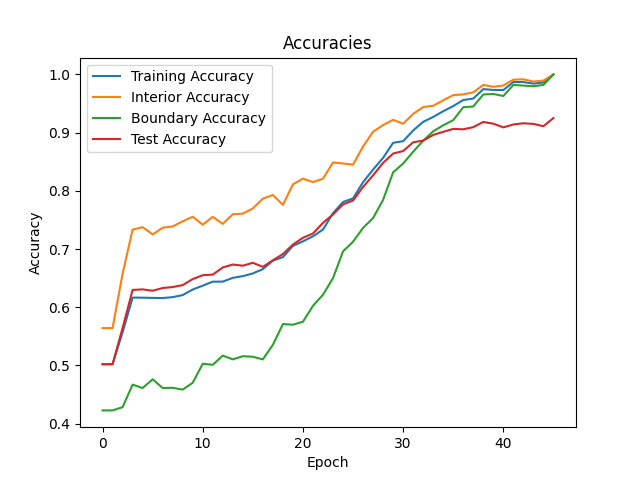 Accuracies
Training Accuracy
Interior Accuracy
Boundary Accuracy
Test Accuracy
Accuracy
1.0
0.9
0.8
0.7
0.6
0.5
0.4
0
10
20
30
40
Epoch